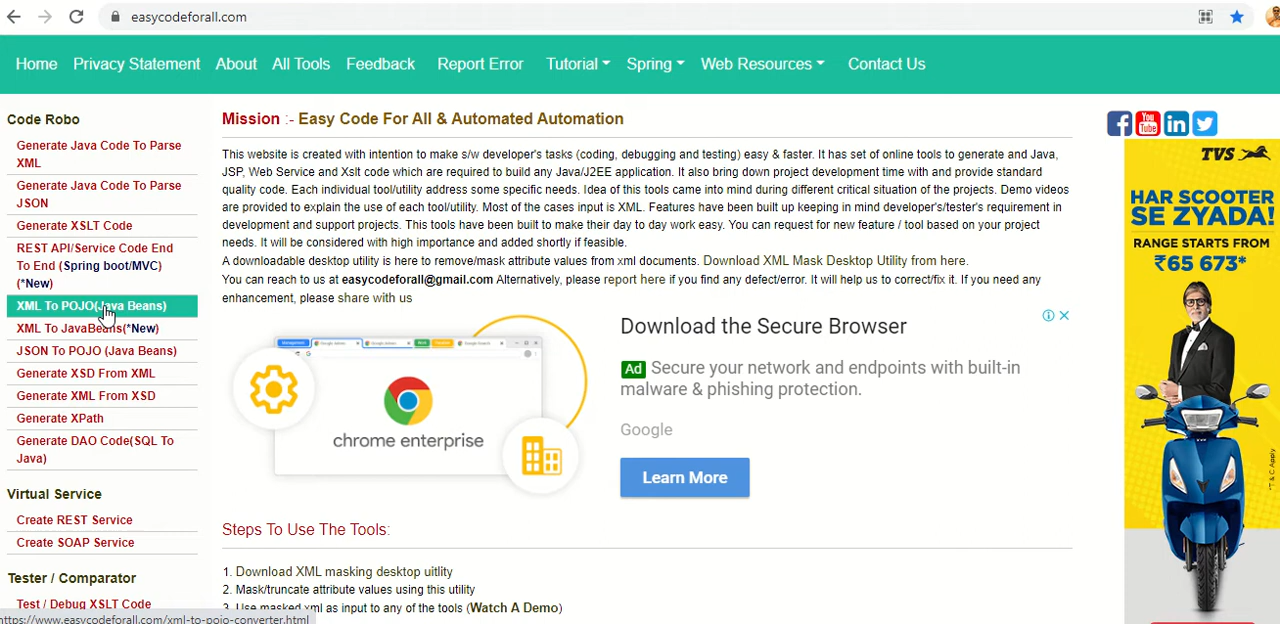 easycodeforall.com
Home Privacy Statement About All Tools Feedback Report Error Tutorial Spring Web Resources Contact Us
Code Robo
Generate Java Code To Parse
XML
Generate Java Code To Parse
JSON
Generate XSLT Code
REST API/Service Code End
To End (Spring boot/MVC)
(*New)
XML To POJO(Java Beans)
XML To JavaBeans(*New)
JSON To POJO (Java Beans)
Generate XSD From XML
Generate XML From XSD
Generate XPath
Generate DAO Code(SQL To
Java)
Virtual Service
Create REST Service
Create SOAP Service
Tester / Comparator
Test / Debug XSLT Code
https://www.easycodeforall.com/xml-to-pojo-converter.html
Mission :- Easy Code For All & Automated Automation
This website is created with intention to make s/w developer's tasks (coding, debugging and testing) easy & faster. It has set of online tools to generate and Java,
JSP, Web Service and Xslt code which are required to build any Java/J2EE application. It also bring down project development time with and provide standard
quality code. Each individual tool/utility address some specific needs. Idea of this tools came into mind during different critical situation of the projects. Demo videos
are provided to explain the use of each tool/utility. Most of the cases input is XML. Features have been built up keeping in mind developer's/tester's requirement in
development and support projects. This tools have been built to make their day to day work easy. You can request for new feature / tool based on your project
needs. It will be considered with high importance and added shortly if feasible.
A downloadable desktop utility is here to remove/mask attribute values from xml documents. Download XML Mask Desktop Utility from here.
You can reach to us at easycodeforall@gmail.com Alternatively, please report here if you find any defect/error. It will help us to correct/fix it. If you need any
enhancement, please share with us
chrome enterprise
Download the Secure Browser
Ad Secure your network and endpoints with built-in
malware & phishing protection.
Google
Learn More
Steps To Use The Tools:
1. Download XML masking desktop uitlity
2. Mask/truncate attribute values using this utility
3. Use masked xml as input to any of the tools (Watch A Demo)
You
Tube
TVS
HAR SCOOTER
SE ZYADA!
RANGE STARTS FROM
₹65 673*
*T & C Apply.